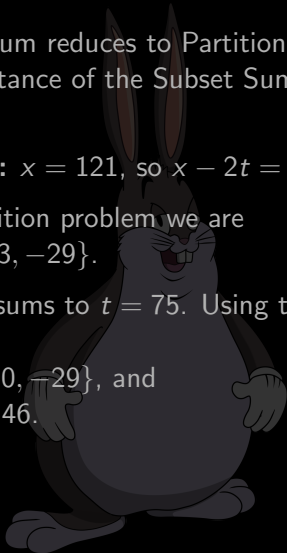 um reduces to Partition
tance of the Subset Sum
: x = 121, so x − 2t =
ition problem we are
3, −29}.
sums to t = 75. Using t
0, −29}, and
46.